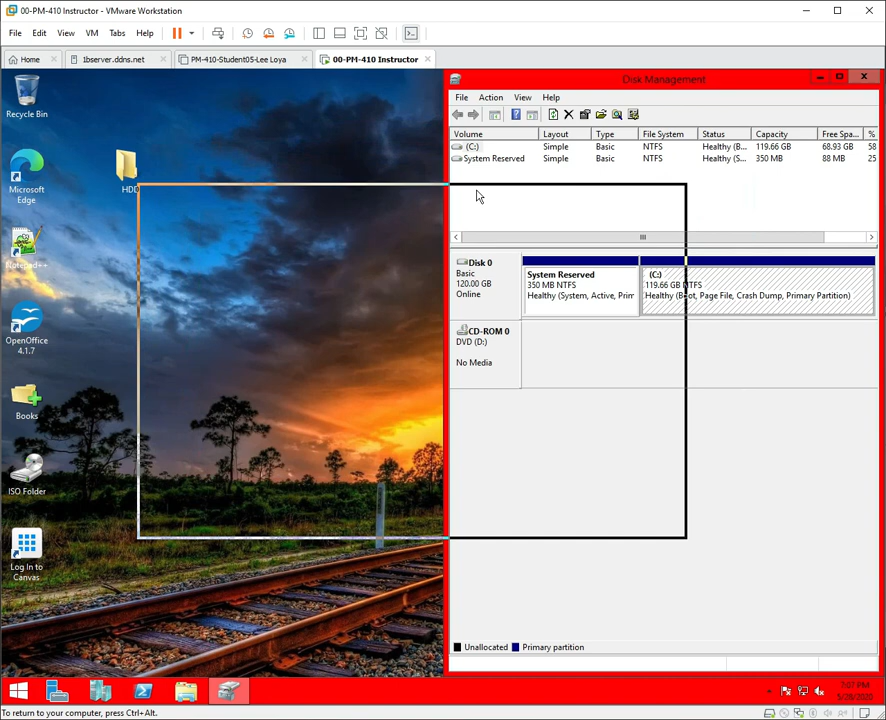 00-PM-410 Instructor - VMware Workstation
File Edit View VM Tabs Help
Home 1bserver.ddns.net PM-410-Student05-Lee Loya 00-PM-410 Instructor
Disk Management
File Action View Help
Volume Layout Type File System Status Capacity Free Spa... %
(C:) Simple Basic NTFS Healthy (B... 119.66 GB 68.93 GB 58
System Reserved Simple Basic NTFS Healthy (S... 350 MB 88 MB 25
Recycle Bin
Microsoft
Edge
HDD
Notepad++
OpenOffice
4.1.7
Books
ISO Folder
Log In to
Canvas
Disk 0
Basic
120.00 GB
Online
System Reserved
350 MB NTFS
Healthy (System, Active, Prim
(C:)
119.66 GB NTFS
Healthy (Boot, Page File, Crash Dump, Primary Partition)
CD-ROM 0
DVD (D:)
No Media
Unallocated Primary partition
7:07 PM
5/28/2020
To return to your computer, press Ctrl+Alt.